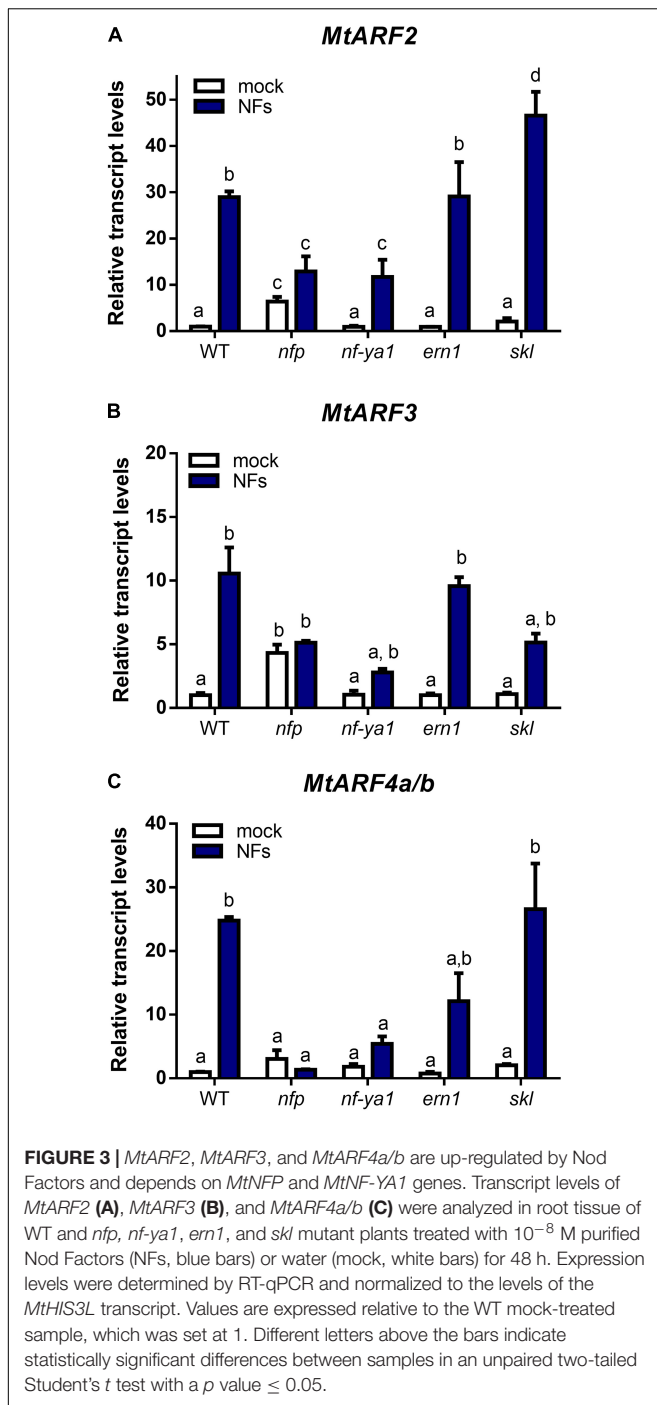 A
MtARF2
mock
NFs
Relative transcript levels
50
40
30
20
10
0
a b c c a c a b a d
WT nfp nf-ya1 ern1 skl
B
MtARF3
mock
NFs
Relative transcript levels
20
15
10
5
0
a b b b a a, b a b a a, b
WT nfp nf-ya1 ern1 skl
C
MtARF4a/b
mock
NFs
Relative transcript levels
40
30
20
10
0
a b a a a a a a,b a b
WT nfp nf-ya1 ern1 skl
FIGURE 3 | MtARF2, MtARF3, and MtARF4a/b are up-regulated by Nod
Factors and depends on MtNFP and MtNF-YA1 genes. Transcript levels of
MtARF2 (A), MtARF3 (B), and MtARF4a/b (C) were analyzed in root tissue of
WT and nfp, nf-ya1, ern1, and skl mutant plants treated with 10⁻⁸ M purified
Nod Factors (NFs, blue bars) or water (mock, white bars) for 48 h. Expression
levels were determined by RT-qPCR and normalized to the levels of the
MtHIS3L transcript. Values are expressed relative to the WT mock-treated
sample, which was set at 1. Different letters above the bars indicate
statistically significant differences between samples in an unpaired two-tailed
Student's t test with a p value ≤ 0.05.